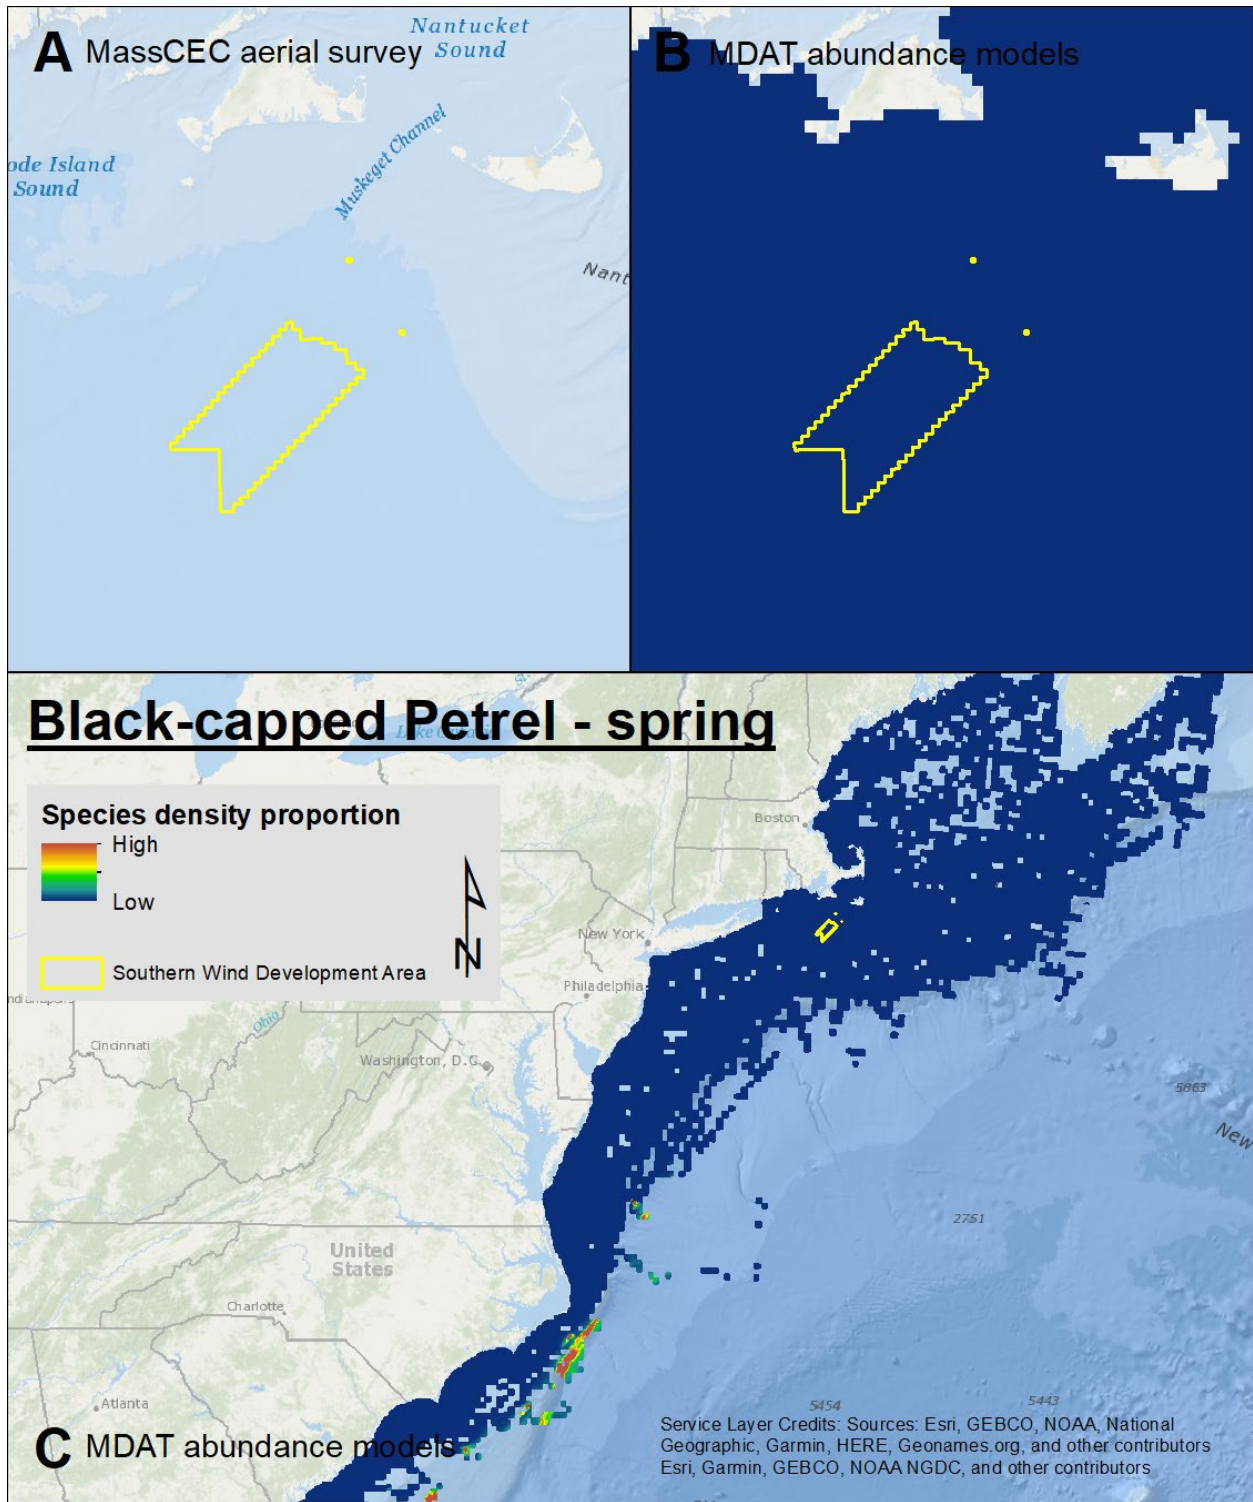 A MassCEC aerial survey
Nantucket
Sound
Muskeget Channel
ode Island
Sound
Nant
B MDAT abundance models
Black-capped Petrel - spring
Species density proportion
High
Low
N
Southern Wind Development Area
Boston
New York
Philadelphia
Ohio
Cincinnati
Washington, D.C.
5863
New
2751
United
States
Charlotte
Atlanta
5454
5443
C MDAT abundance models
Service Layer Credits: Sources: Esri, GEBCO, NOAA, National
Geographic, Garmin, HERE, Geonames.org, and other contributors
Esri, Garmin, GEBCO, NOAA NGDC, and other contributors